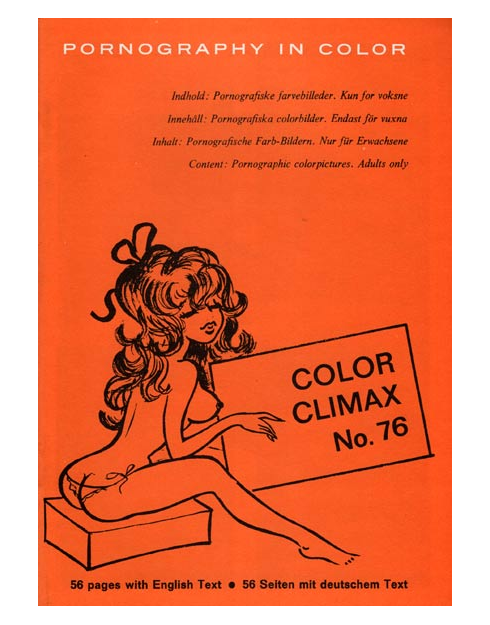 PORNOGRAPHY IN COLOR
Indhold: Pornografiske farvebilleder. Kun for voksne
Innehåll: Pornografiska colorbilder. Endast för vuxna
Inhalt: Pornografische Farb-Bildern. Nur für Erwachsene
Content: Pornographic colorpictures. Adults only
COLOR
CLIMAX
No. 76
56 pages with English Text ● 56 Seiten mit deutschem Text